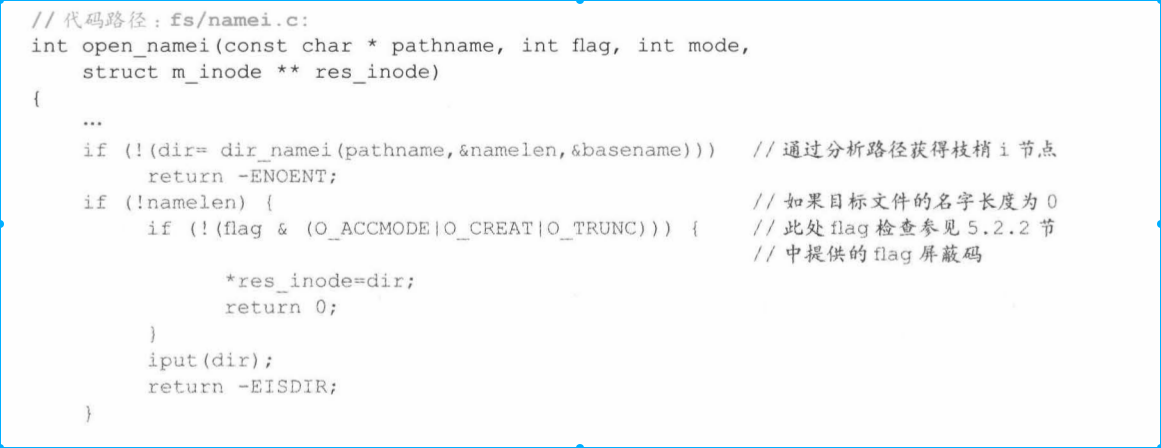 // 代码路径：fs/namei.c:
int open_namei(const char * pathname, int flag, int mode,
    struct m_inode ** res_inode)
{
    …
    if (!(dir= dir_namei(pathname,&namelen,&basename)))   // 通过分析路径获得枝梢 i 节点
        return -ENOENT;
    if (!namelen) {   // 如果目标文件的名字长度为 0
        if (!(flag & (O_ACCMODE|O_CREAT|O_TRUNC))) {   // 此处 flag 检查参见 5.2.2 节
                                                       // 中提供的 flag 屏蔽码
            *res_inode=dir;
            return 0;
        }
        iput(dir);
        return -EISDIR;
    }